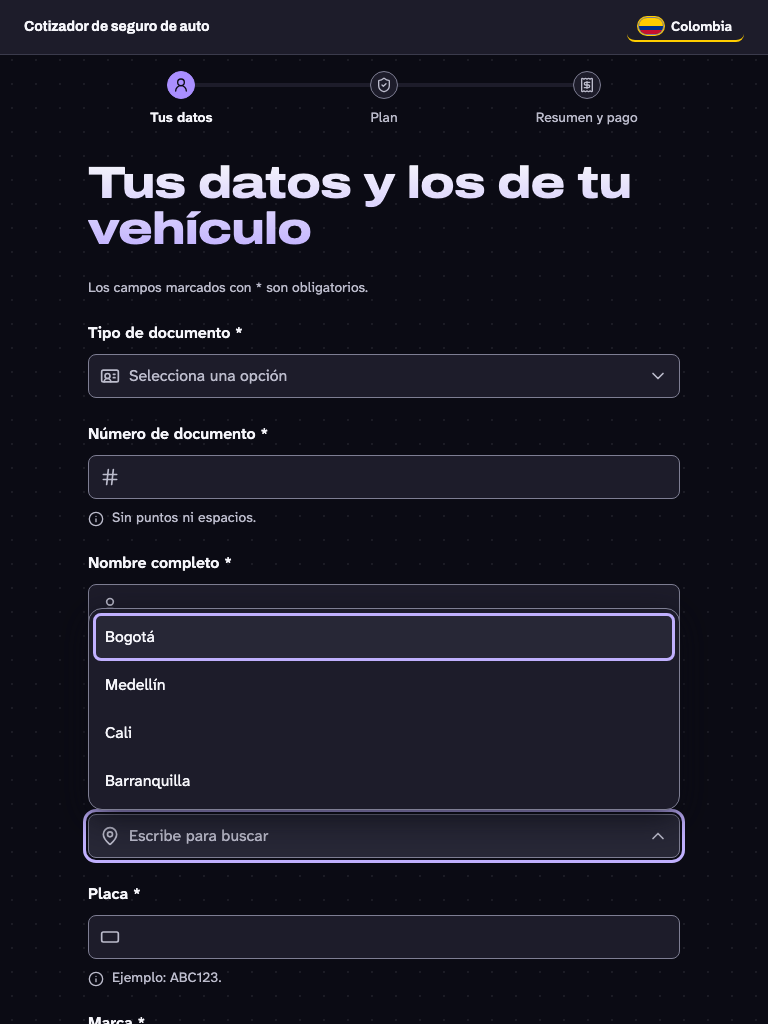 Cotizador de seguro de auto
Colombia
Tus datos
Plan
Resumen y pago
Tus datos y los de tu
vehículo
Los campos marcados con * son obligatorios.
Tipo de documento *
Selecciona una opción
Número de documento *
Sin puntos ni espacios.
Nombre completo *
Bogotá
Medellín
Cali
Barranquilla
Escribe para buscar
Placa *
Ejemplo: ABC123.
Marca *